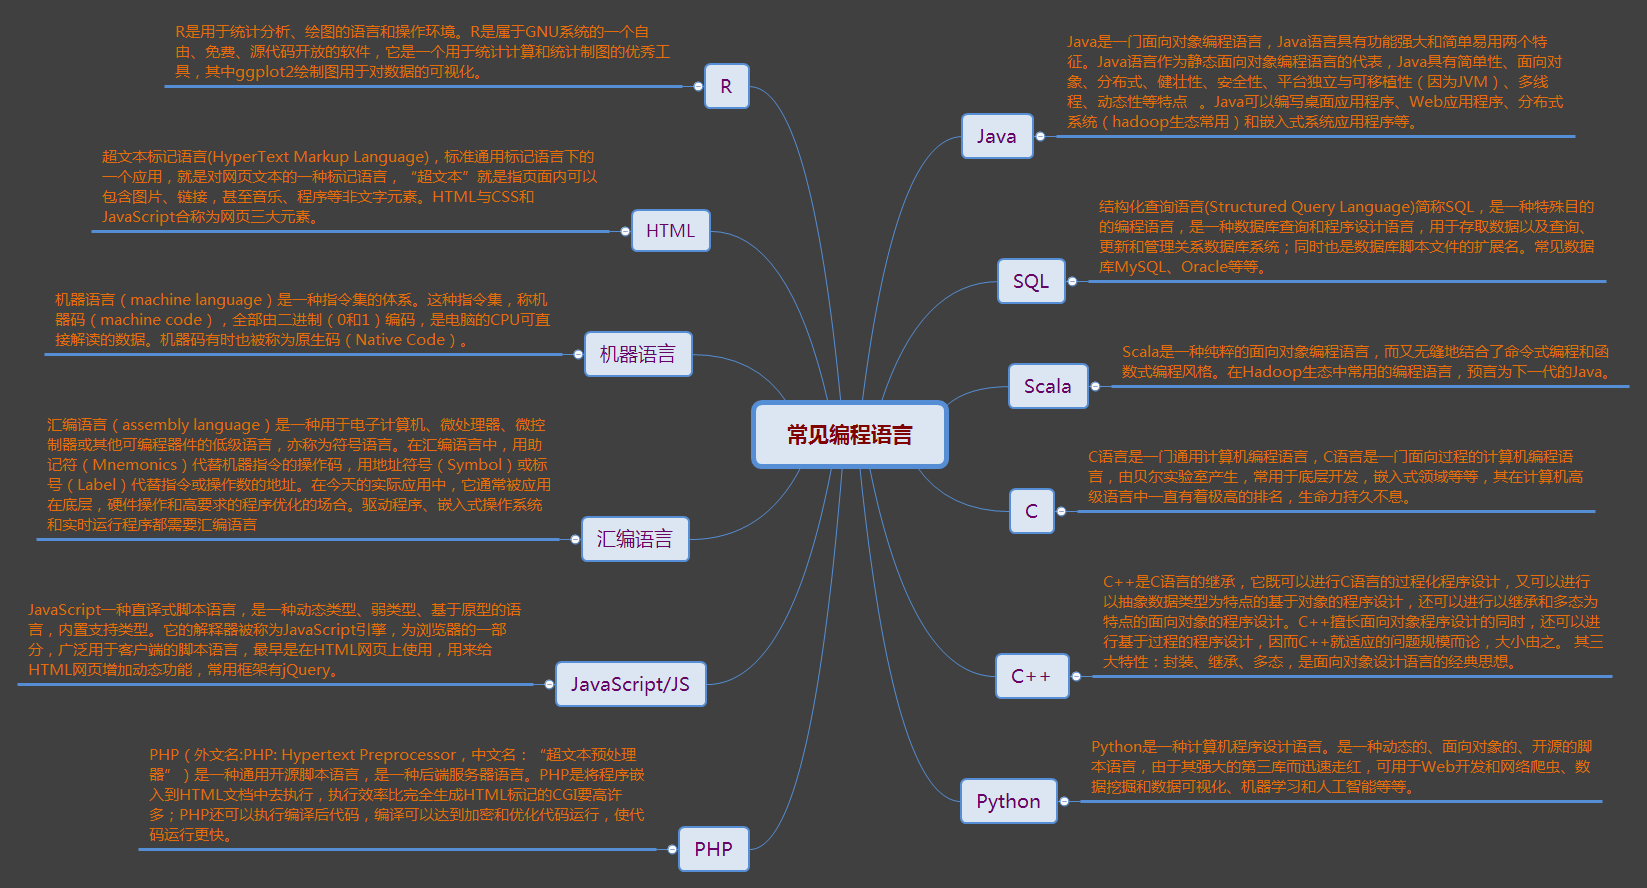 常见编程语言
R
R是用于统计分析、绘图的语言和操作环境。R是属于GNU系统的一个自
由、免费、源代码开放的软件，它是一个用于统计计算和统计制图的优秀工
具，其中ggplot2绘制图用于对数据的可视化。
HTML
超文本标记语言(HyperText Markup Language)，标准通用标记语言下的
一个应用，就是对网页文本的一种标记语言，“超文本”就是指页面内可以
包含图片、链接，甚至音乐、程序等非文字元素。HTML与CSS和
JavaScript合称为网页三大元素。
机器语言
机器语言（machine language）是一种指令集的体系。这种指令集，称机
器码（machine code），全部由二进制（0和1）编码，是电脑的CPU可直
接解读的数据。机器码有时也被称为原生码（Native Code）。
汇编语言
汇编语言（assembly language）是一种用于电子计算机、微处理器、微控
制器或其他可编程器件的低级语言，亦称为符号语言。在汇编语言中，用助
记符（Mnemonics）代替机器指令的操作码，用地址符号（Symbol）或标
号（Label）代替指令或操作数的地址。在今天的实际应用中，它通常被应用
在底层，硬件操作和高要求的程序优化的场合。驱动程序、嵌入式操作系统
和实时运行程序都需要汇编语言
JavaScript/JS
JavaScript一种直译式脚本语言，是一种动态类型、弱类型、基于原型的语
言，内置支持类型。它的解释器被称为JavaScript引擎，为浏览器的一部
分，广泛用于客户端的脚本语言，最早是在HTML网页上使用，用来给
HTML网页增加动态功能，常用框架有jQuery。
PHP
PHP（外文名:PHP: Hypertext Preprocessor，中文名：“超文本预处理
器”）是一种通用开源脚本语言，是一种后端服务器语言。PHP是将程序嵌
入到HTML文档中去执行，执行效率比完全生成HTML标记的CGI要高许
多；PHP还可以执行编译后代码，编译可以达到加密和优化代码运行，使代
码运行更快。
Java
Java是一门面向对象编程语言，Java语言具有功能强大和简单易用两个特
征。Java语言作为静态面向对象编程语言的代表，Java具有简单性、面向对
象、分布式、健壮性、安全性、平台独立与可移植性（因为JVM）、多线
程、动态性等特点 。Java可以编写桌面应用程序、Web应用程序、分布式
系统（hadoop生态常用）和嵌入式系统应用程序等。
SQL
结构化查询语言(Structured Query Language)简称SQL，是一种特殊目的
的编程语言，是一种数据库查询和程序设计语言，用于存取数据以及查询、
更新和管理关系数据库系统；同时也是数据库脚本文件的扩展名。常见数据
库MySQL、Oracle等等。
Scala
Scala是一种纯粹的面向对象编程语言，而又无缝地结合了命令式编程和函
数式编程风格。在Hadoop生态中常用的编程语言，预言为下一代的Java。
C
C语言是一门通用计算机编程语言，C语言是一门面向过程的计算机编程语
言，由贝尔实验室产生，常用于底层开发，嵌入式领域等等，其在计算机高
级语言中一直有着极高的排名，生命力持久不息。
C++
C++是C语言的继承，它既可以进行C语言的过程化程序设计，又可以进行
以抽象数据类型为特点的基于对象的程序设计，还可以进行以继承和多态为
特点的面向对象的程序设计。C++擅长面向对象程序设计的同时，还可以进
行基于过程的程序设计，因而C++就适应的问题规模而论，大小由之。 其三
大特性：封装、继承、多态，是面向对象设计语言的经典思想。
Python
Python是一种计算机程序设计语言。是一种动态的、面向对象的、开源的脚
本语言，由于其强大的第三库而迅速走红，可用于Web开发和网络爬虫、数
据挖掘和数据可视化、机器学习和人工智能等等。